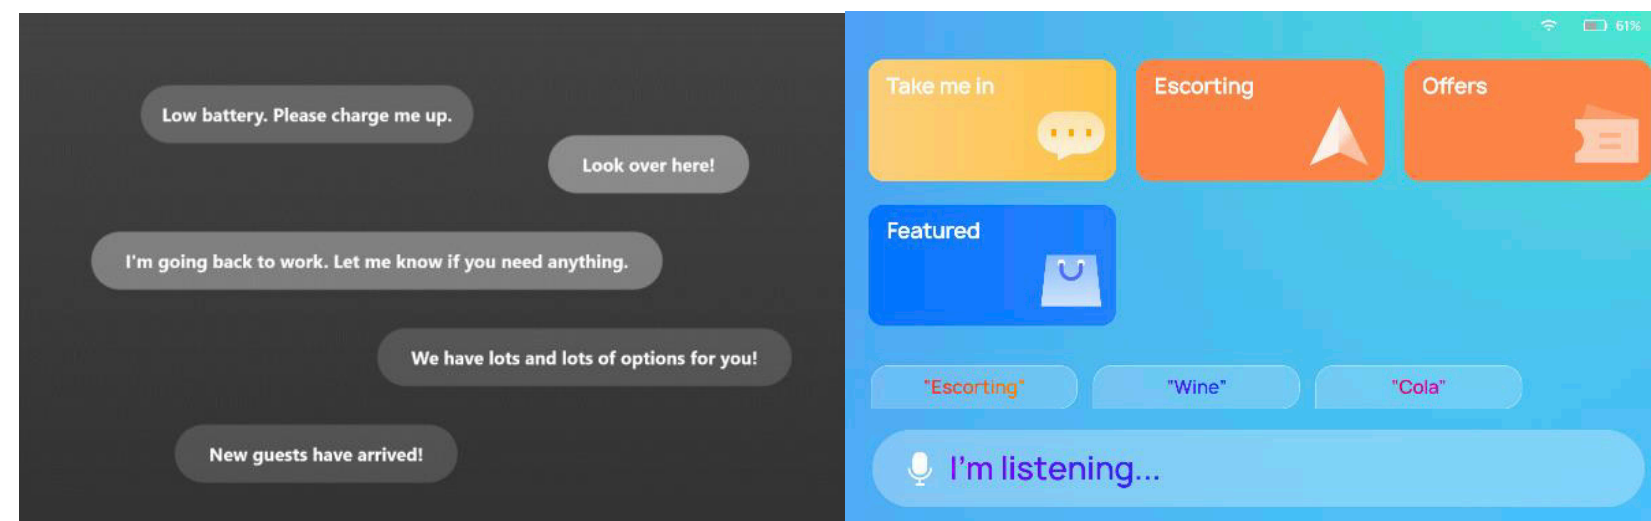 Low battery. Please charge me up.
Look over here!
I'm going back to work. Let me know if you need anything.
We have lots and lots of options for you!
New guests have arrived!
61%
Take me in
Escorting
Offers
Featured
"Escorting"
"Wine"
"Cola"
I'm listening...